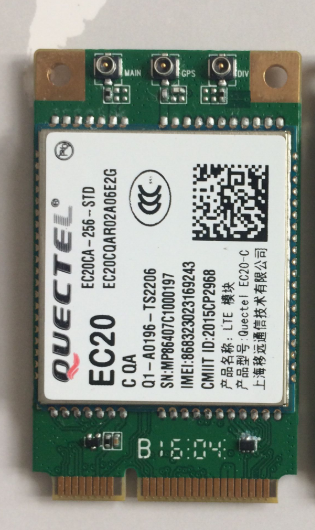 MAIN
GPS
DIV
QUECTEL®
EC20CA-256-STD
EC20CQAR02A06E2G
EC20
C QA
CCC
Q1-A0196-TS2206
SN:MP86407C1000197
IMEI:868323023169243
CMIIT ID:2015CP2968
产品名称: LTE 模块
产品型号:Quectel EC20-C
上海移远通信技术有限公司
B16:04: